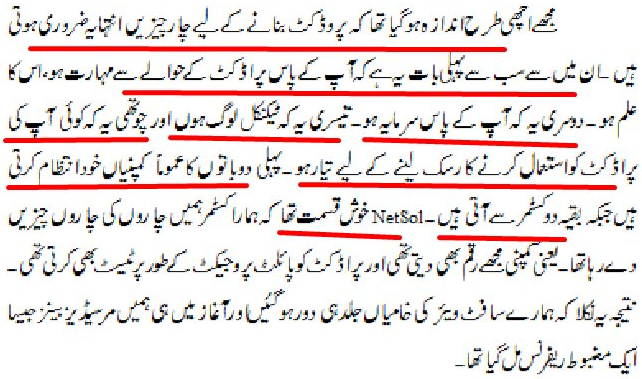 مجھے اچھی طرح اندازہ ہوگیا تھا کہ پروڈکٹ بنانے کے لیے چار چیزیں انتہایہ ضروری ہوتی
ہیں ۔ان میں سے سب سے پہلی بات یہ ہے کہ آپ کے پاس پراڈکٹ کے حوالے سے مہارت ہو، اس کا
علم ہو۔ دوسری یہ کہ آپ کے پاس سرمایہ ہو۔ تیسری یہ کہ ٹیکنکل لوگ ہوں اور چوتھی یہ کہ کوئی آپ کی
پراڈکٹ کو استعمال کرنے کا رسک لینے کے لیے تیار ہو۔ پہلی دو باتوں کا عموماً کمپنیاں خود انتظام کرتی
ہیں جبکہ بقیہ دو کسٹمر سے آتی ہیں۔ NetSol خوش قسمت تھا کہ ہمارا کسٹمر ہمیں چاروں کی چاروں چیزیں
دے رہا تھا۔ یعنی کمپنی مجھے رقم بھی دیتی تھی اور پراڈکٹ کو پائلٹ پروجیکٹ کے طور پر ٹیسٹ بھی کرتی تھی ۔
نتیجہ یہ نکلا کہ ہمارے سافٹ ویئر کی خامیاں جلد ہی دور ہوگئیں اور آغاز میں ہی ہمیں مرسیڈیز بینز جیسا
ایک مضبوط ریفرنس مل گیا تھا۔